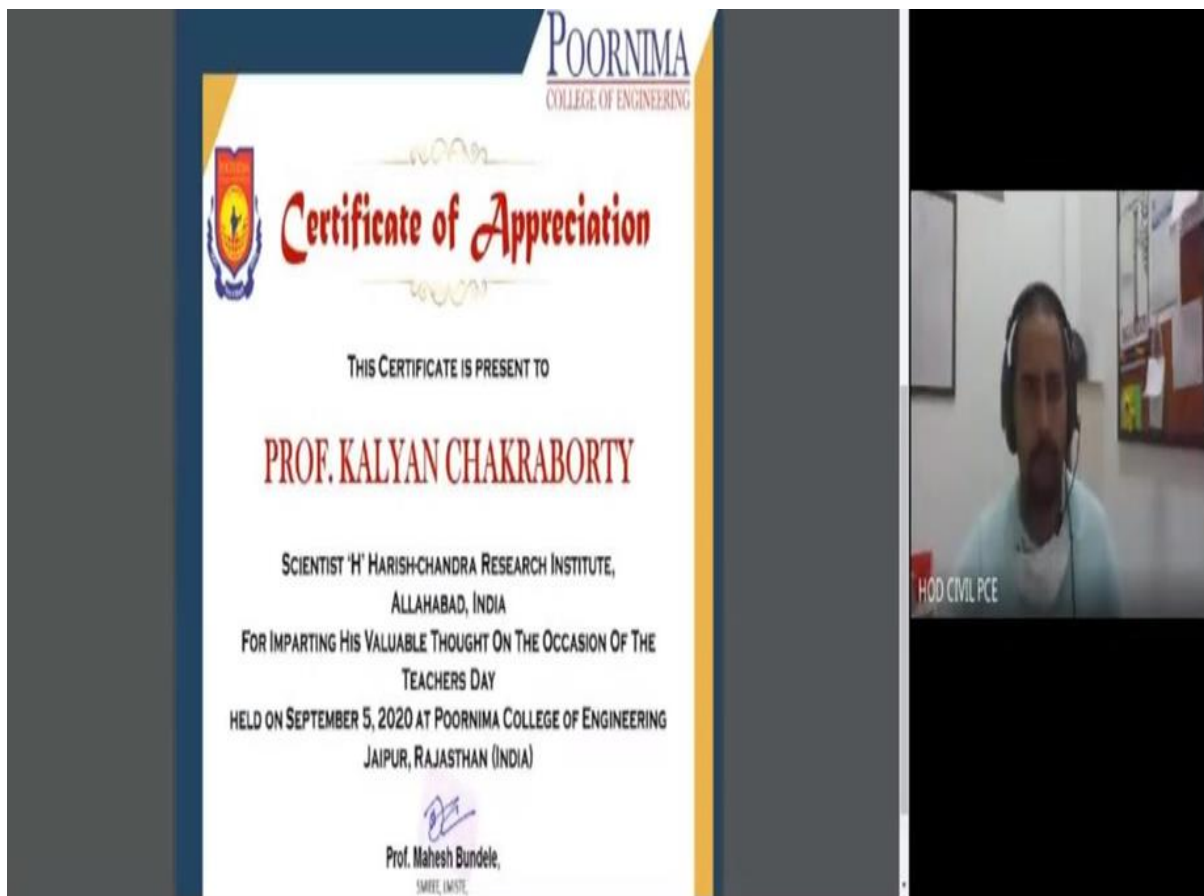 POORNIMA
COLLEGE OF ENGINEERING
Certificate of Appreciation
THIS CERTIFICATE IS PRESENT TO
PROF. KALYAN CHAKRABORTY
SCIENTIST 'H' HARISH-CHANDRA RESEARCH INSTITUTE,
ALLAHABAD, INDIA
FOR IMPARTING HIS VALUABLE THOUGHT ON THE OCCASION OF THE
TEACHERS DAY
HELD ON SEPTEMBER 5, 2020 AT POORNIMA COLLEGE OF ENGINEERING
JAIPUR, RAJASTHAN (INDIA)
Prof. Mahesh Bundele,
HOD CIVIL PCE